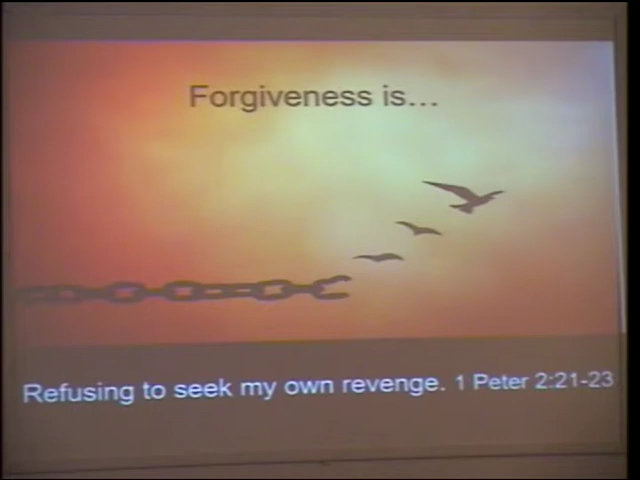 Forgiveness is...
Refusing to seek my own revenge. 1 Peter 2:21-23